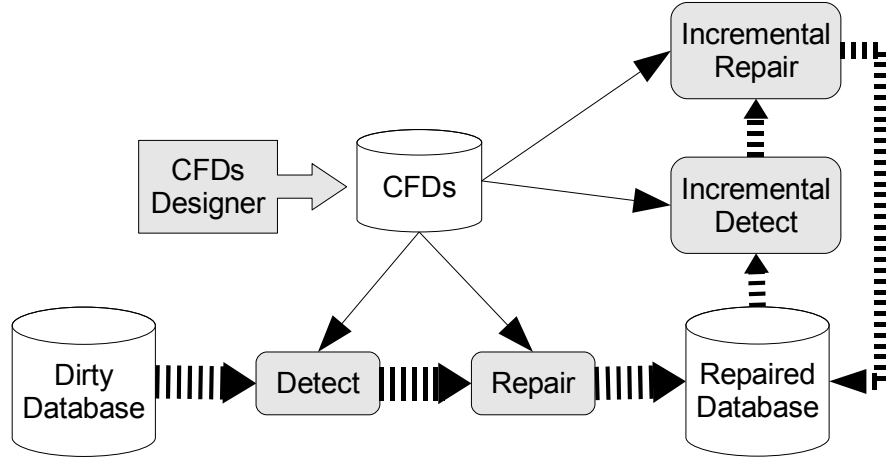 Incremental
Repair
CFDs
Designer
CFDs
Incremental
Detect
Dirty
Database
Detect
Repair
Repaired
Database